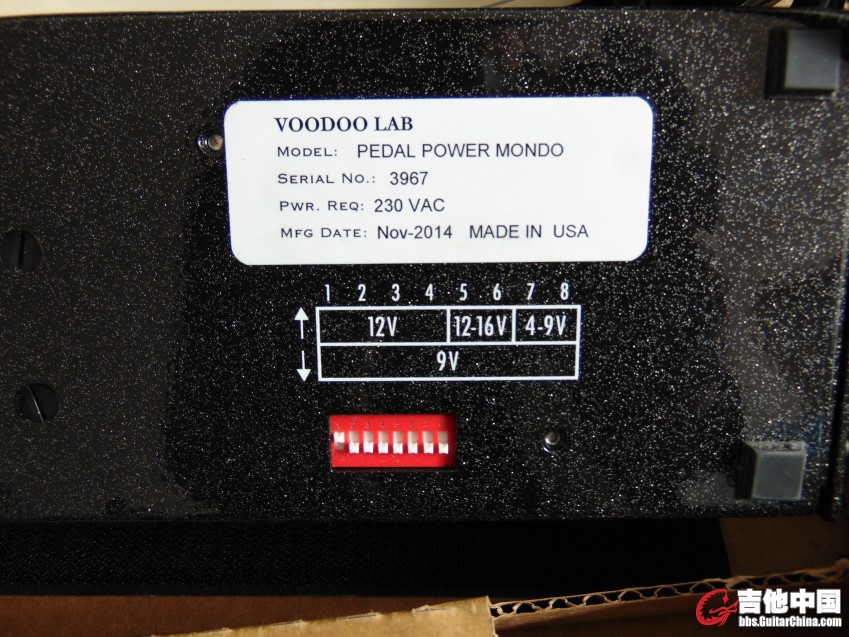 VOODOO LAB
MODEL: PEDAL POWER MONDO
SERIAL NO.: 3967
PWR. REQ: 230 VAC
MFG DATE: Nov-2014 MADE IN USA
1 2 3 4 5 6 7 8
12V 12-16V 4-9V
9V
吉他中国
bbs.GuitarChina.com